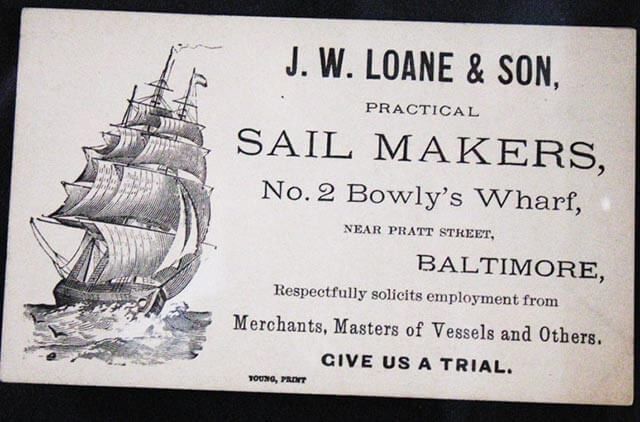 J. W. LOANE & SON,
PRACTICAL
SAIL MAKERS,
No. 2 Bowly's Wharf,
NEAR PRATT STREET,
BALTIMORE,
Respectfully solicits employment from
Merchants, Masters of Vessels and Others.
GIVE US A TRIAL.
YOUNG, PRINT